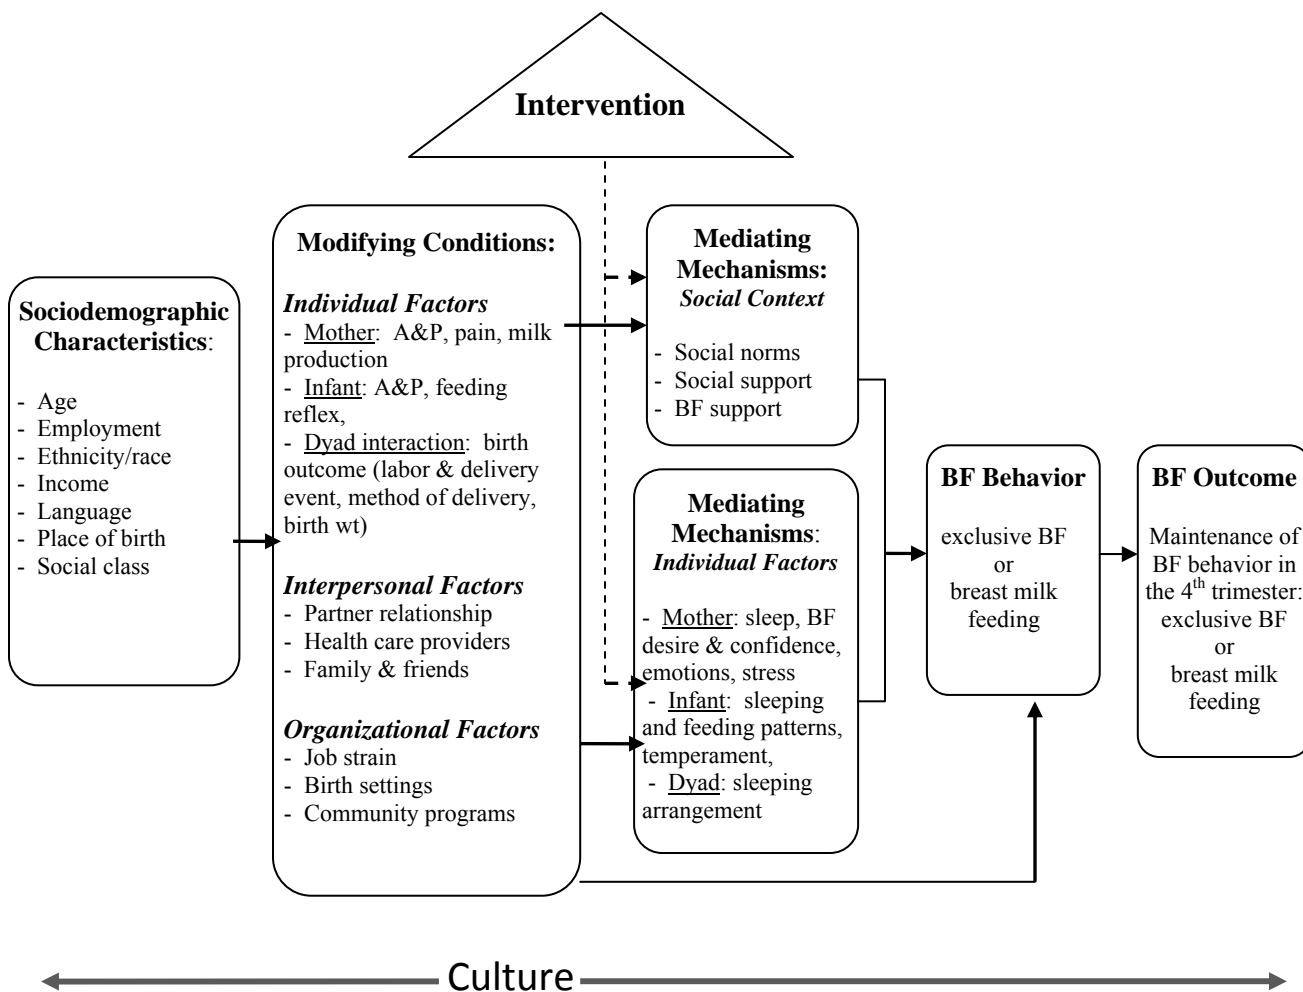 Intervention
Sociodemographic
Characteristics:
- Age
- Employment
- Ethnicity/race
- Income
- Language
- Place of birth
- Social class
Modifying Conditions:
Individual Factors
- Mother: A&P, pain, milk
production
- Infant: A&P, feeding
reflex,
- Dyad interaction: birth
outcome (labor & delivery
event, method of delivery,
birth wt)
Interpersonal Factors
- Partner relationship
- Health care providers
- Family & friends
Organizational Factors
- Job strain
- Birth settings
- Community programs
Mediating
Mechanisms:
Social Context
- Social norms
- Social support
- BF support
Mediating
Mechanisms:
Individual Factors
- Mother: sleep, BF
desire & confidence,
emotions, stress
- Infant: sleeping
and feeding patterns,
temperament,
- Dyad: sleeping
arrangement
BF Behavior
exclusive BF
or
breast milk
feeding
BF Outcome
Maintenance of
BF behavior in
the 4th trimester:
exclusive BF
or
breast milk
feeding
Culture